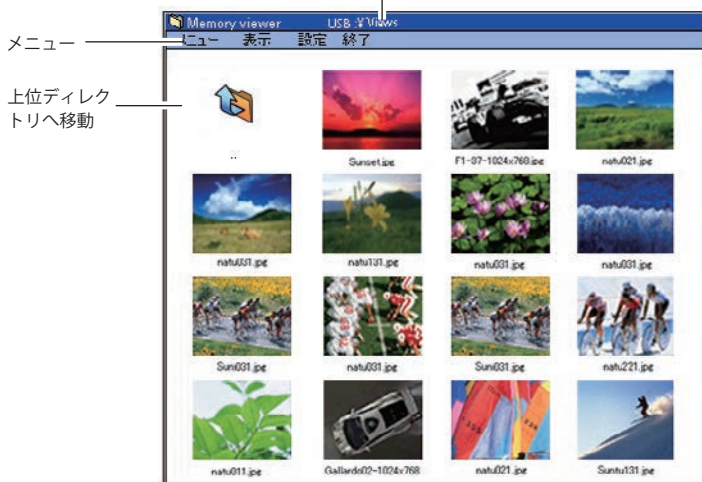 Memory viewer USB :¥Views
メニュー
メニュー 表示 設定 終了
上位ディレク
トリへ移動
..
Sunset.jpg
F1-07-1024x768.jpg
natu021.jpg
natu031.jpg
natu131.jpg
natu031.jpg
natu031.jpg
Suni031.jpg
natu031.jpg
Suni031.jpg
natu221.jpg
natu011.jpg
Gallardo02-1024x768
natu021.jpg
Suntu131.jpg